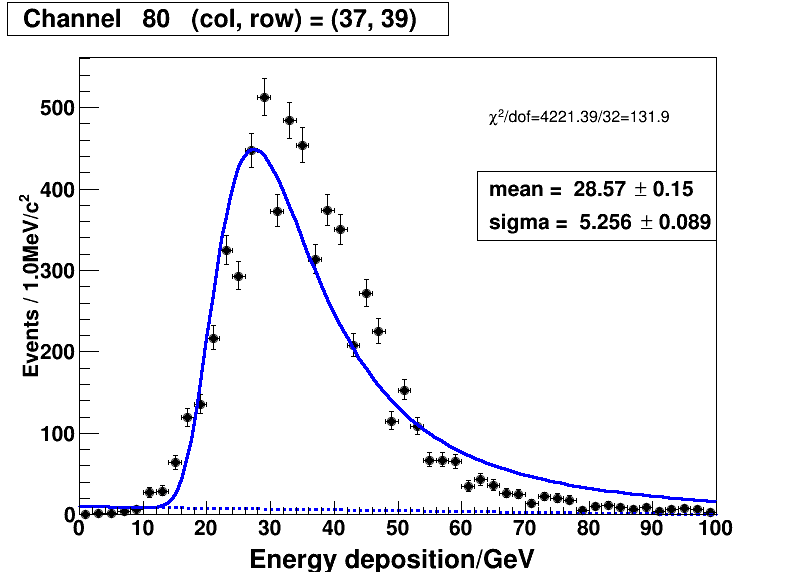 Channel 80 (col, row) = (37, 39)
χ²/dof=4221.39/32=131.9
mean = 28.57 ± 0.15
sigma = 5.256 ± 0.089
Events / 1.0MeV/c²
500
400
300
200
100
0
0 10 20 30 40 50 60 70 80 90 100
Energy deposition/GeV